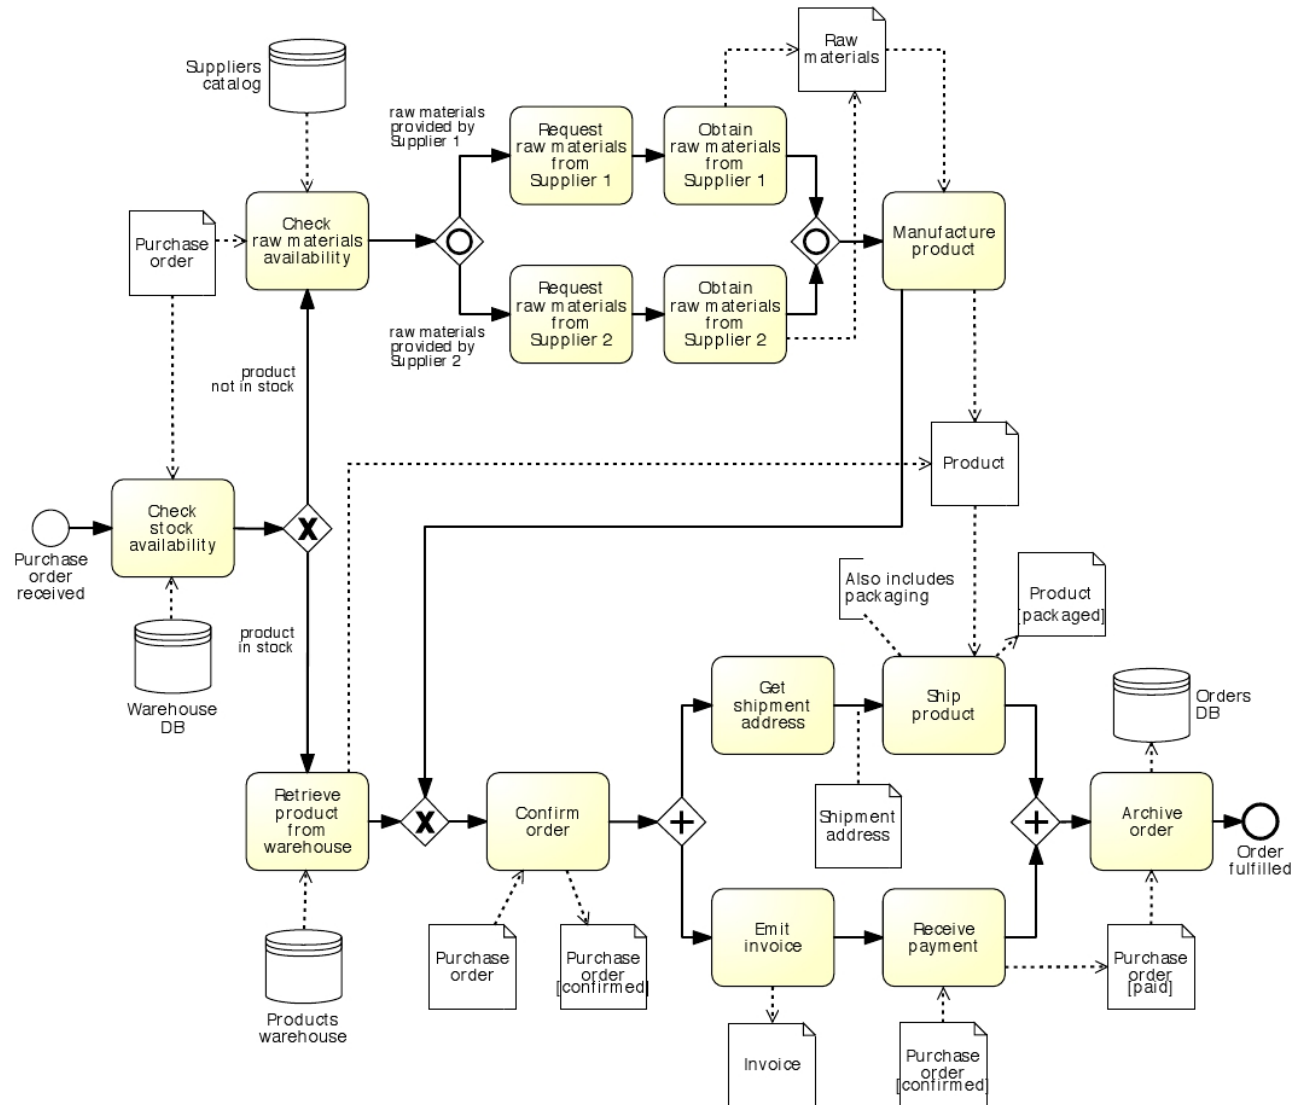 Suppliers
catalog
Raw
materials
raw materials
provided by
Supplier 1
Request
raw materials
from
Supplier 1
Obtain
raw materials
from
Supplier 1
Purchase
order
Check
raw materials
availability
Manufacture
product
raw materials
provided by
Supplier 2
Request
raw materials
from
Supplier 2
Obtain
raw materials
from
Supplier 2
product
not in stock
Product
Check
stock
availability
X
Purchase
order
received
Also includes
packaging
Product
[packaged]
product
in stock
Warehouse
DB
Get
shipment
address
Ship
product
Orders
DB
Retrieve
product
from
warehouse
X
Confirm
order
+
Shipment
address
+
Archive
order
Order
fulfilled
Products
warehouse
Purchase
order
Purchase
order
[confirmed]
Emit
invoice
Receive
payment
Purchase
order
[paid]
Invoice
Purchase
order
[confirmed]